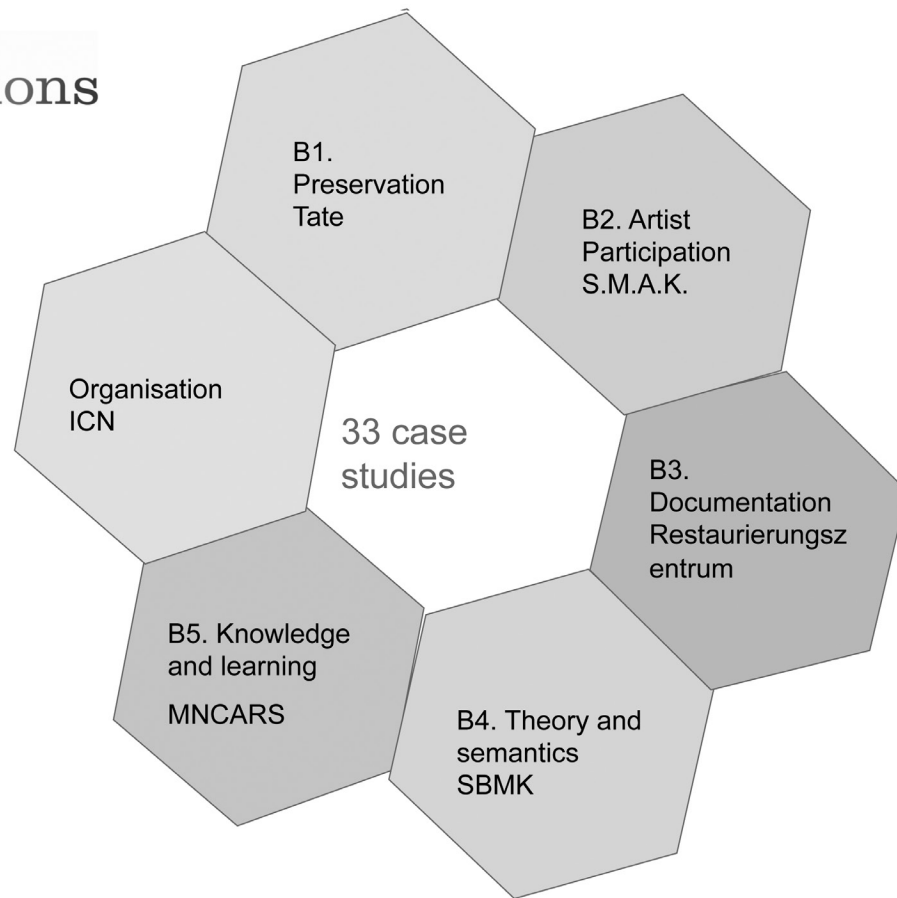 ons
B1.
Preservation
Tate
B2. Artist
Participation
S.M.A.K.
Organisation
ICN
33 case
studies
B3.
Documentation
Restaurierungsz
entrum
B5. Knowledge
and learning
MNCARS
B4. Theory and
semantics
SBMK